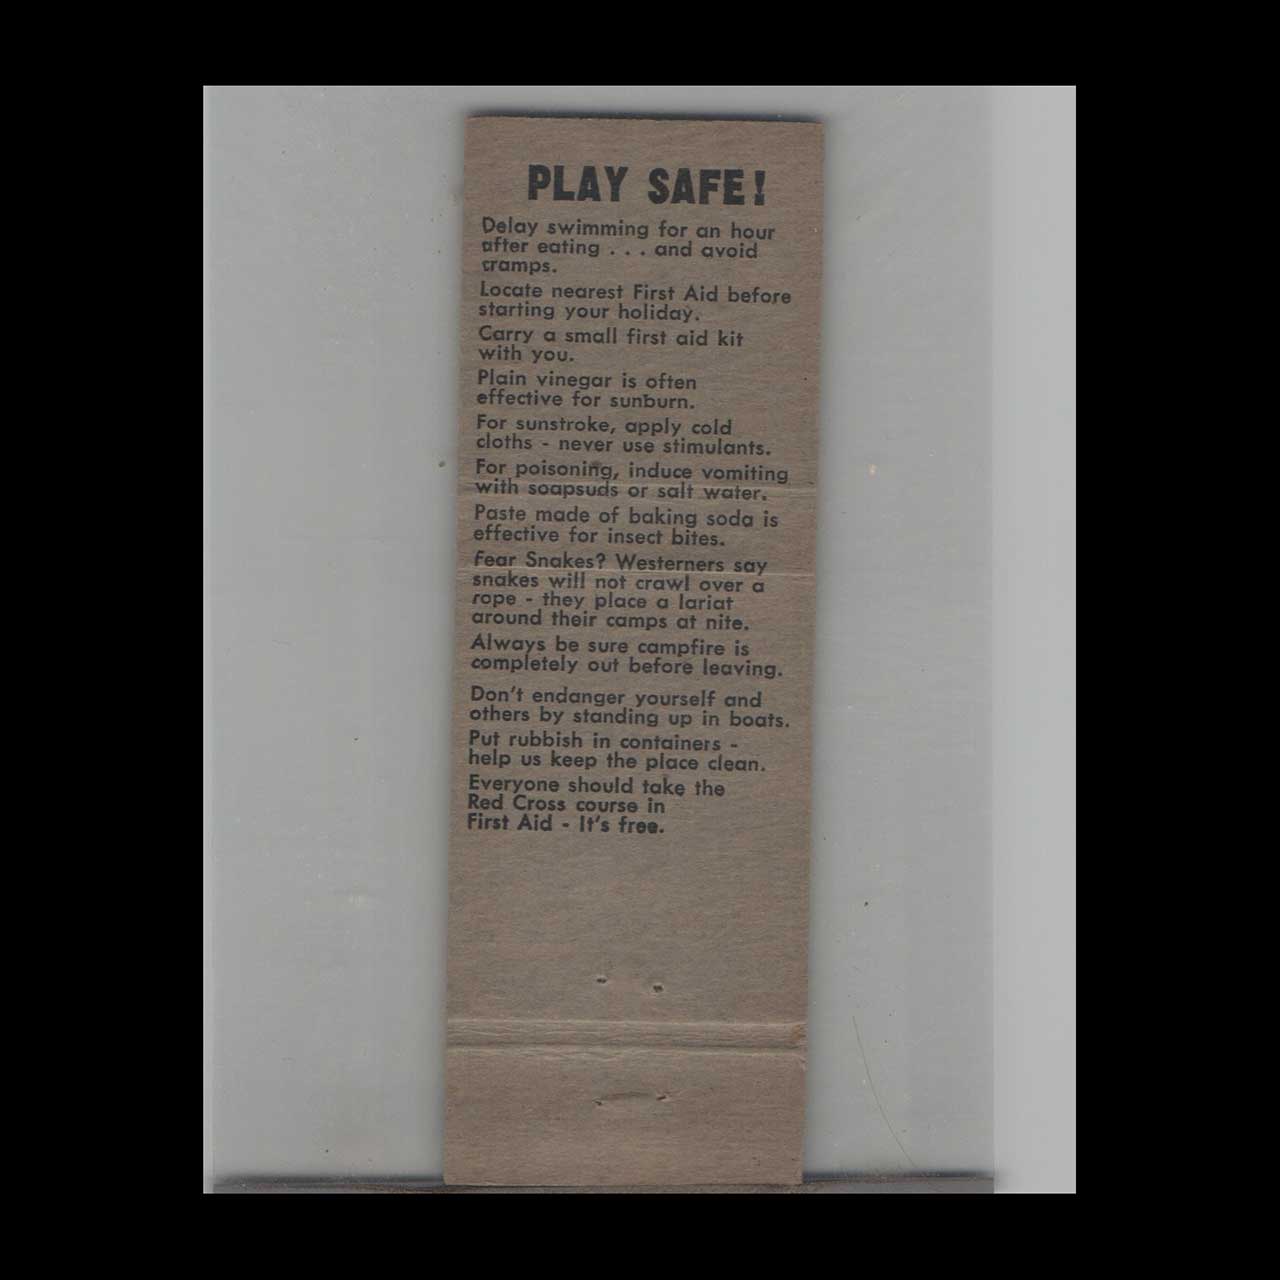 PLAY SAFE!
Delay swimming for an hour
after eating . . . and avoid
cramps.
Locate nearest First Aid before
starting your holiday.
Carry a small first aid kit
with you.
Plain vinegar is often
effective for sunburn.
For sunstroke, apply cold
cloths - never use stimulants.
For poisoning, induce vomiting
with soapsuds or salt water.
Paste made of baking soda is
effective for insect bites.
Fear Snakes? Westerners say
snakes will not crawl over a
rope - they place a lariat
around their camps at nite.
Always be sure campfire is
completely out before leaving.
Don't endanger yourself and
others by standing up in boats.
Put rubbish in containers -
help us keep the place clean.
Everyone should take the
Red Cross course in
First Aid - It's free.